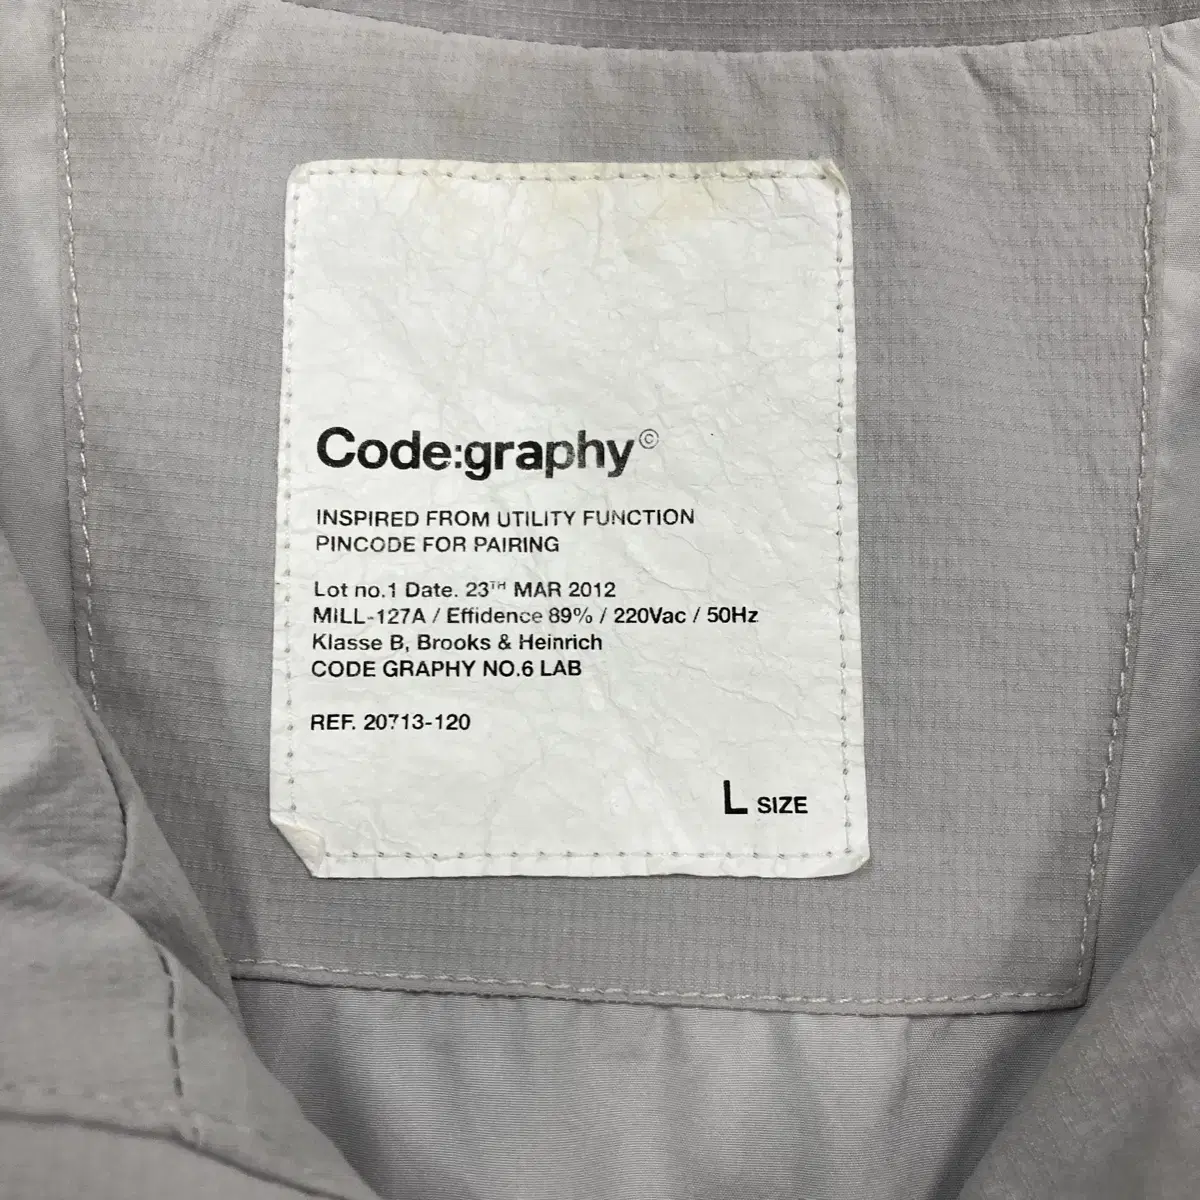 Code:graphy©
INSPIRED FROM UTILITY FUNCTION
PINCODE FOR PAIRING
Lot no.1 Date. 23TH MAR 2012
MILL-127A / Effidence 89% / 220Vac / 50Hz
Klasse B, Brooks & Heinrich
CODE GRAPHY NO.6 LAB
REF. 20713-120
L SIZE